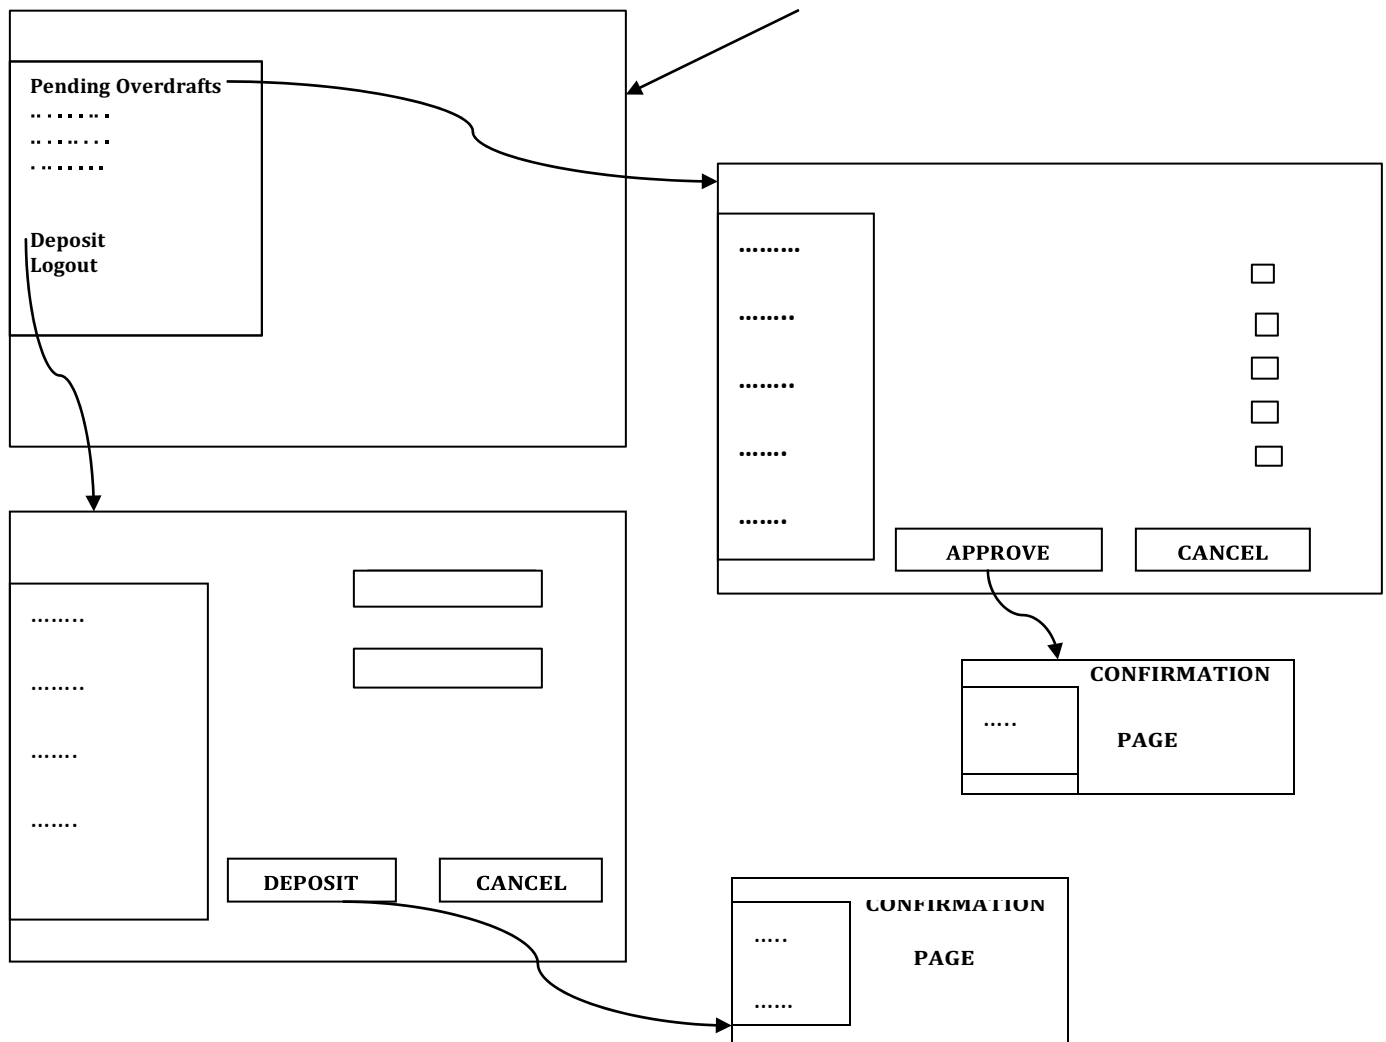 Pending Overdrafts
Deposit
Logout
………
……..
……..
…….
…….
APPROVE
CANCEL
……..
……..
…….
…….
DEPOSIT
CANCEL
CONFIRMATION
…..
PAGE
CONFIRMATION
…..
PAGE
……